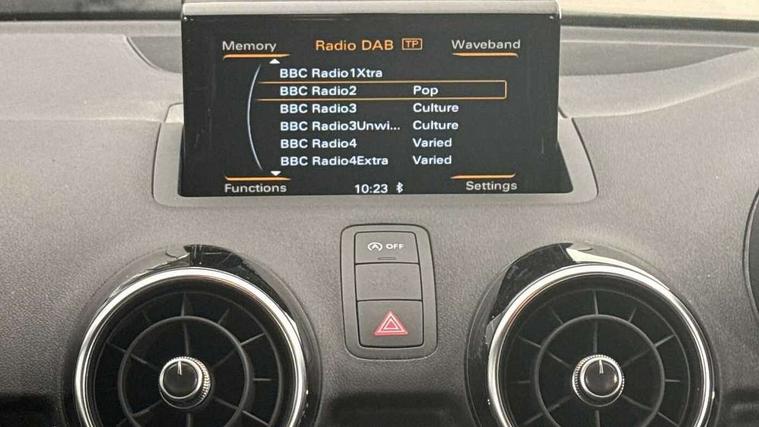 Memory Radio DAB TP Waveband
BBC Radio1Xtra
BBC Radio2 Pop
BBC Radio3 Culture
BBC Radio3Unwi... Culture
BBC Radio4 Varied
BBC Radio4Extra Varied
Functions 10:23 Settings
A OFF